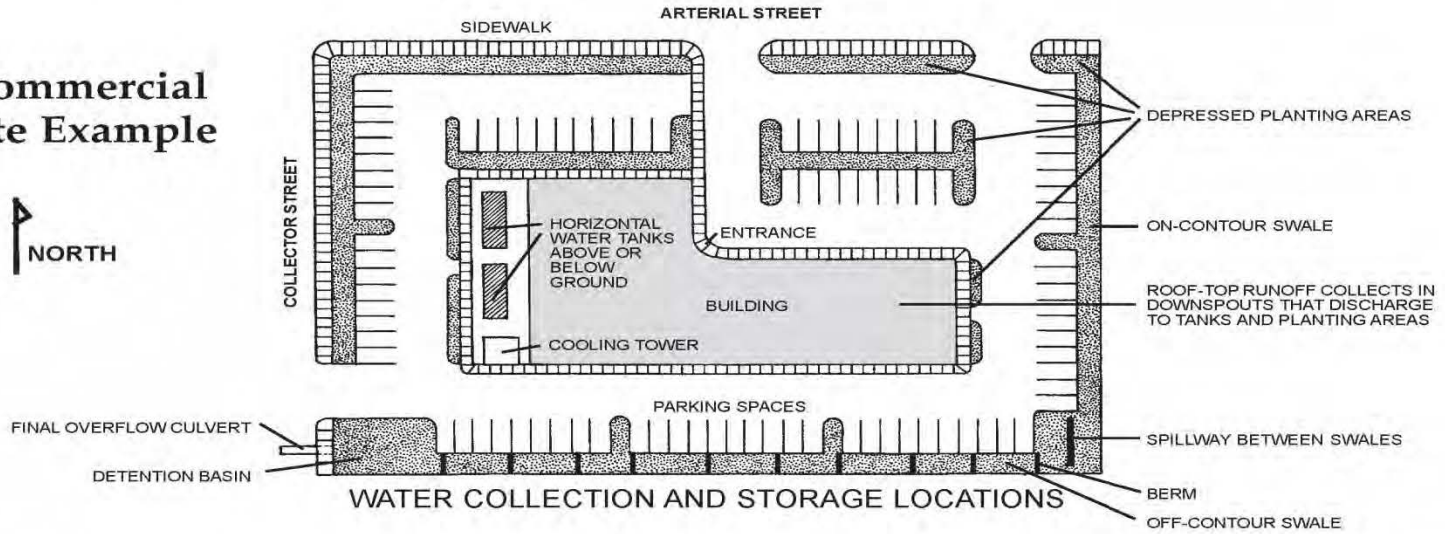 ARTERIAL STREET
SIDEWALK
ommercial
te Example
NORTH
COLLECTOR STREET
DEPRESSED PLANTING AREAS
ON-CONTOUR SWALE
HORIZONTAL
WATER TANKS
ABOVE OR
BELOW
GROUND
ENTRANCE
BUILDING
ROOF-TOP RUNOFF COLLECTS IN
DOWNSPOUTS THAT DISCHARGE
TO TANKS AND PLANTING AREAS
COOLING TOWER
PARKING SPACES
FINAL OVERFLOW CULVERT
DETENTION BASIN
SPILLWAY BETWEEN SWALES
BERM
OFF-CONTOUR SWALE
WATER COLLECTION AND STORAGE LOCATIONS